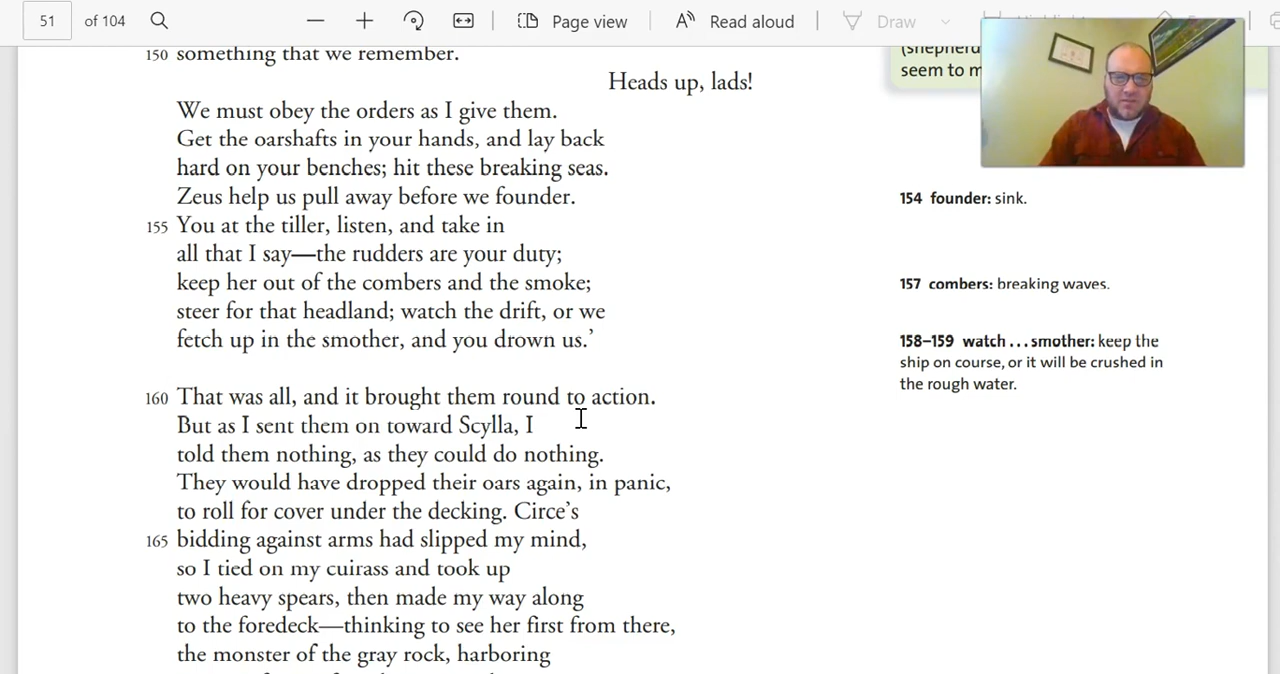 51 of 104 Page view Read aloud Draw
(shepherd
seem to m
150 something that we remember.
Heads up, lads!
We must obey the orders as I give them.
Get the oarshafts in your hands, and lay back
hard on your benches; hit these breaking seas.
Zeus help us pull away before we founder.
154 founder: sink.
155 You at the tiller, listen, and take in
all that I say—the rudders are your duty;
keep her out of the combers and the smoke;
157 combers: breaking waves.
steer for that headland; watch the drift, or we
fetch up in the smother, and you drown us.’
158–159 watch . . . smother: keep the
ship on course, or it will be crushed in
the rough water.
160 That was all, and it brought them round to action.
But as I sent them on toward Scylla, I
told them nothing, as they could do nothing.
They would have dropped their oars again, in panic,
to roll for cover under the decking. Circe’s
165 bidding against arms had slipped my mind,
so I tied on my cuirass and took up
two heavy spears, then made my way along
to the foredeck—thinking to see her first from there,
the monster of the gray rock, harboring